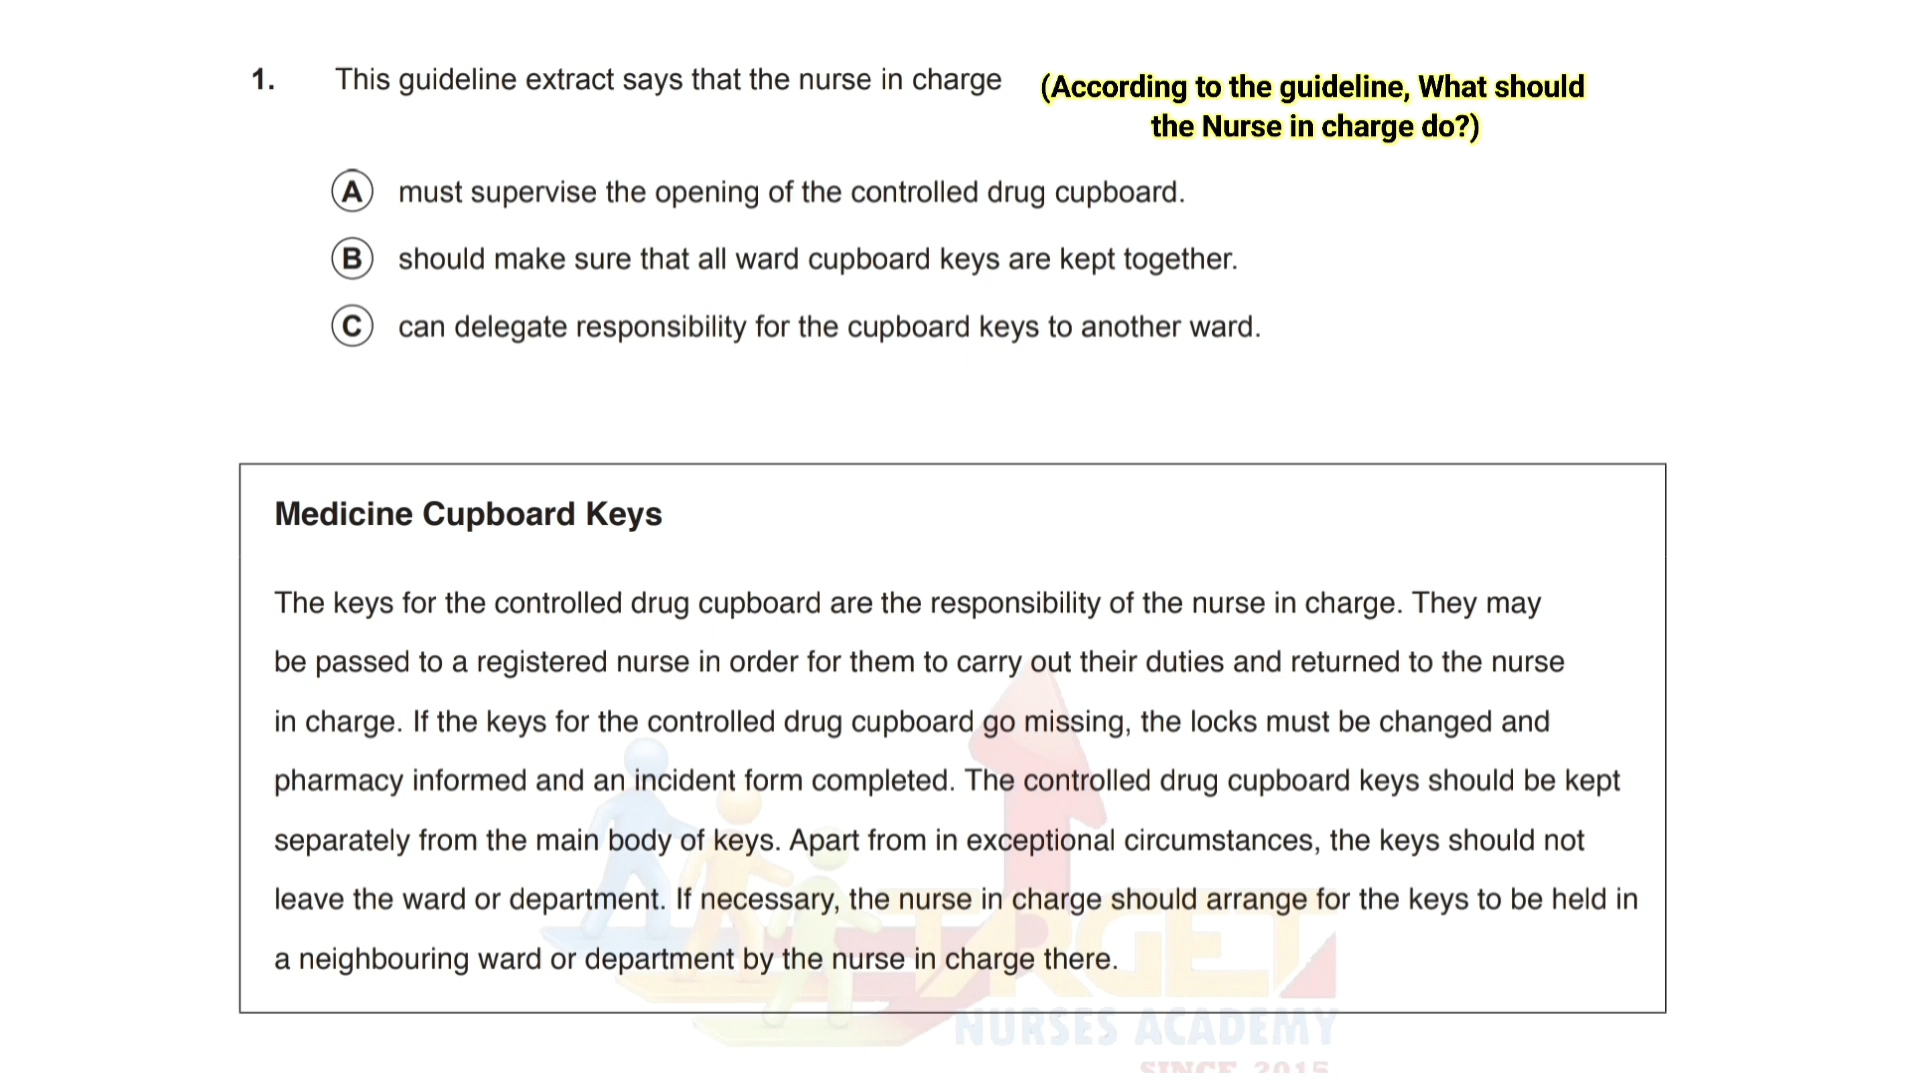 1. This guideline extract says that the nurse in charge (According to the guideline, What should
the Nurse in charge do?)
A must supervise the opening of the controlled drug cupboard.
B should make sure that all ward cupboard keys are kept together.
C can delegate responsibility for the cupboard keys to another ward.
Medicine Cupboard Keys
The keys for the controlled drug cupboard are the responsibility of the nurse in charge. They may
be passed to a registered nurse in order for them to carry out their duties and returned to the nurse
in charge. If the keys for the controlled drug cupboard go missing, the locks must be changed and
pharmacy informed and an incident form completed. The controlled drug cupboard keys should be kept
separately from the main body of keys. Apart from in exceptional circumstances, the keys should not
leave the ward or department. If necessary, the nurse in charge should arrange for the keys to be held in
a neighbouring ward or department by the nurse in charge there.
TARGET
NURSES ACADEMY
SINCE 2015